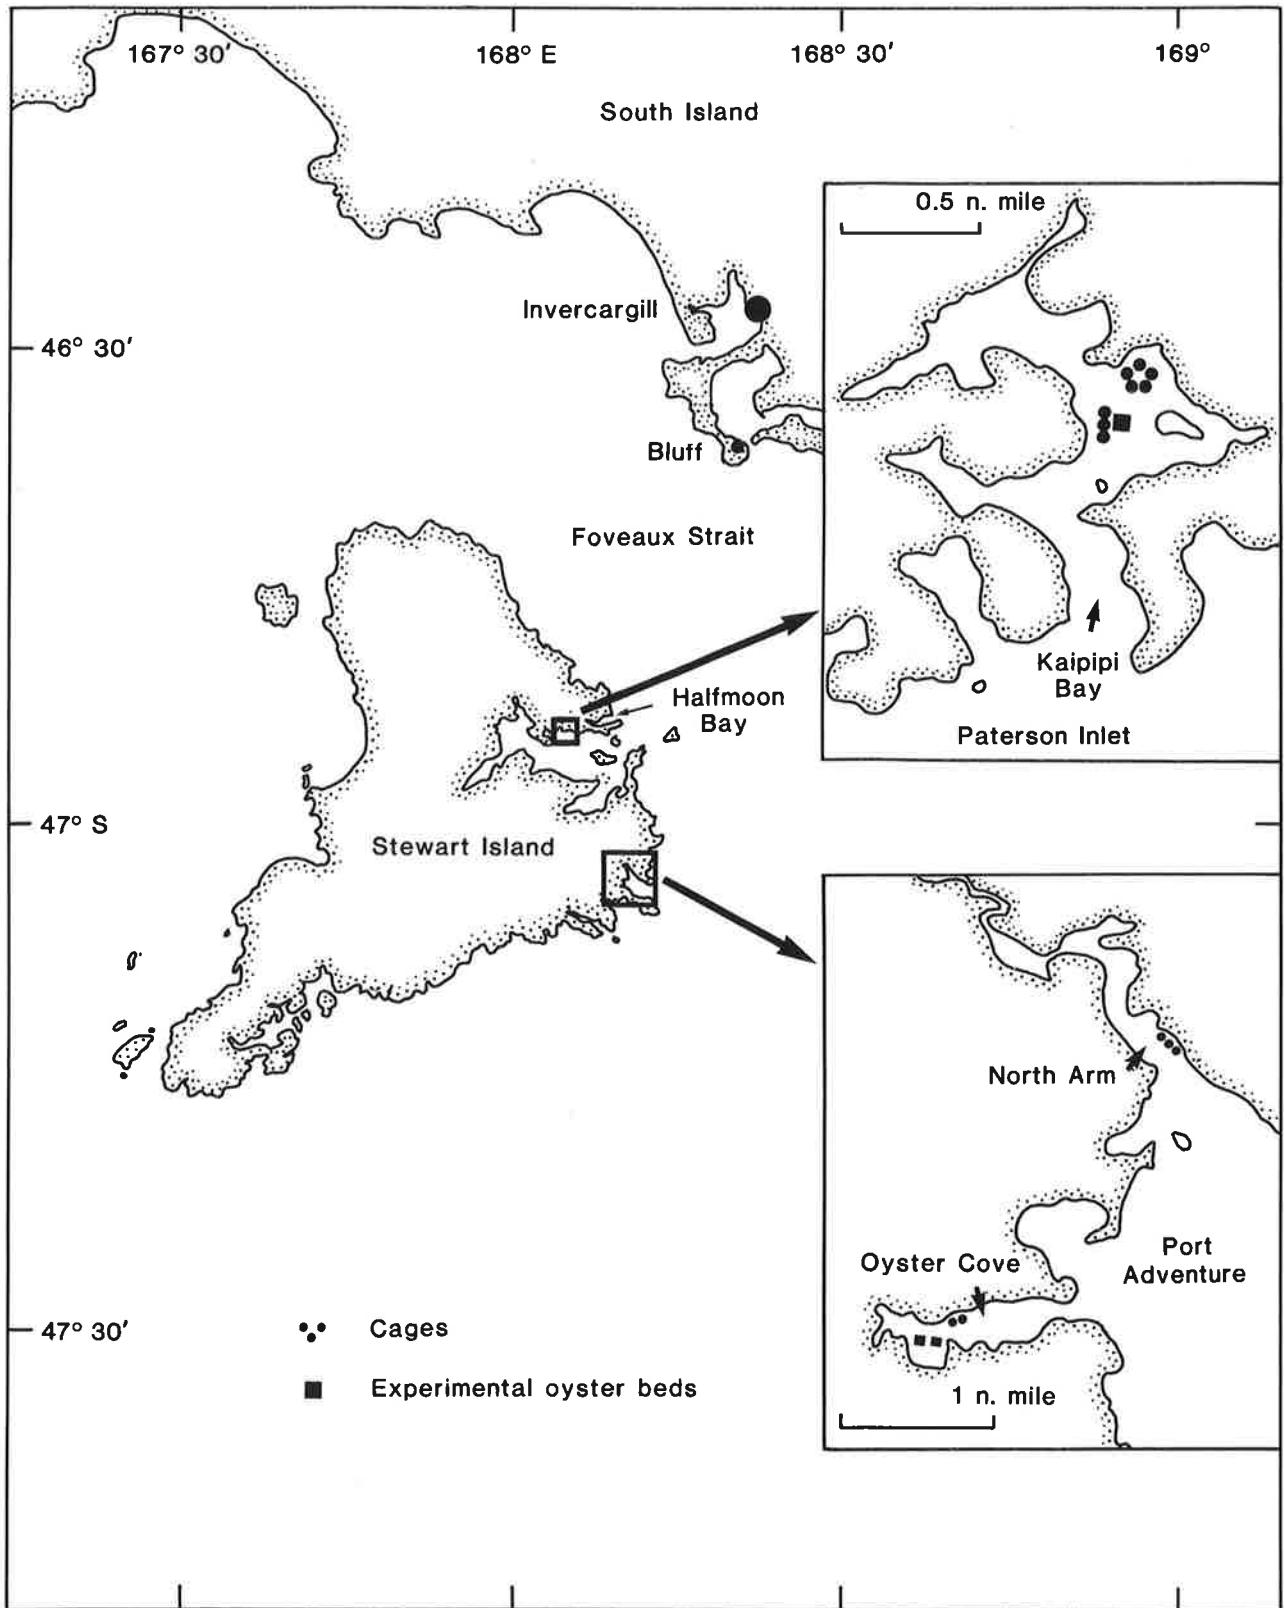 167° 30′
168° E
168° 30′
169°
South Island
0.5 n. mile
Invercargill
46° 30′
Bluff
Foveaux Strait
Kaipipi
Bay
Halfmoon
Bay
Paterson Inlet
47° S
Stewart Island
North Arm
Port
Adventure
Oyster Cove
47° 30′
Cages
Experimental oyster beds
1 n. mile